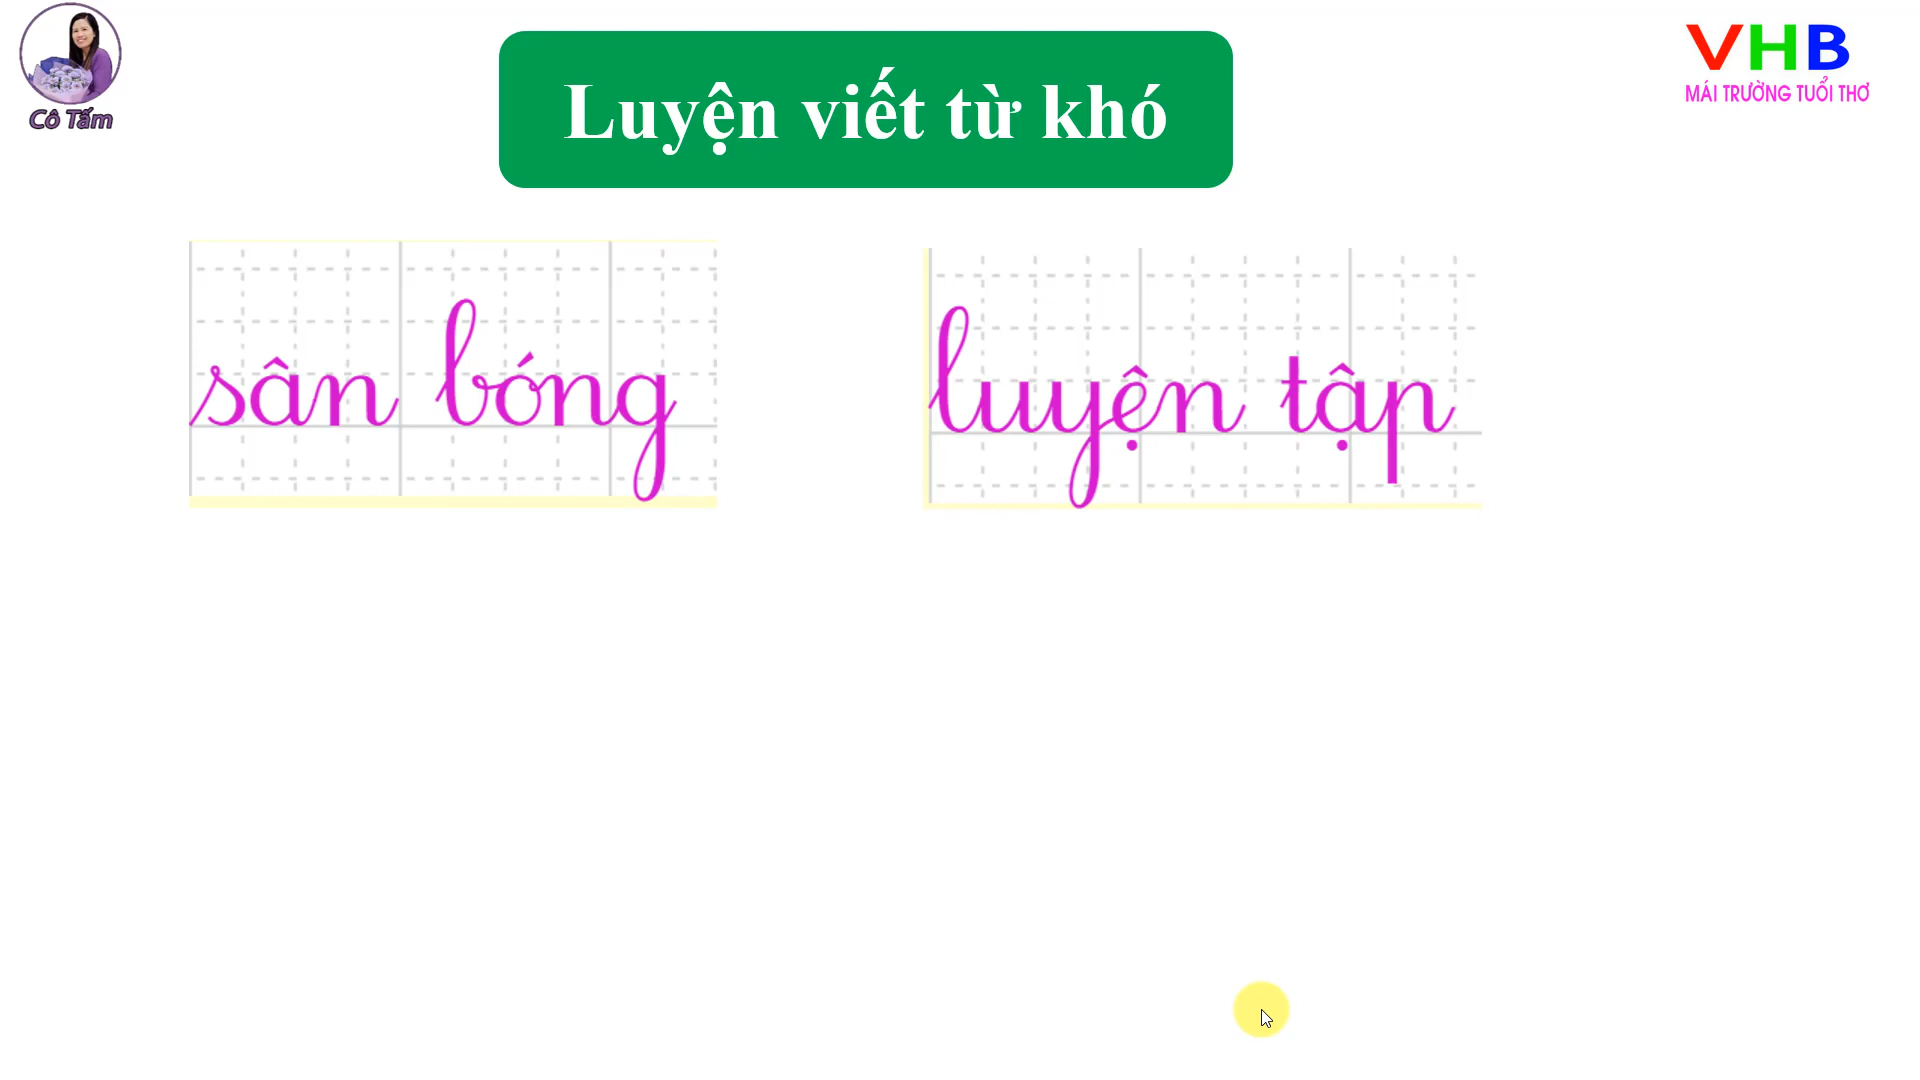 Cô Tấm
Luyện viết từ khó
VHB
MÁI TRƯỜNG TUỔI THƠ
sân bóng
luyện tập